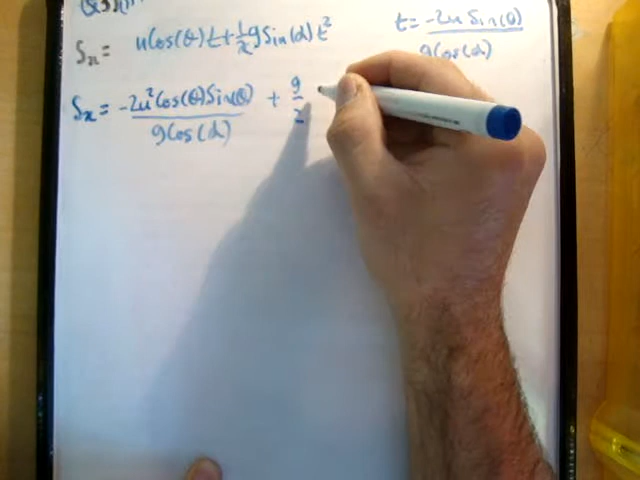 Sx = u Cos(θ)t + 1/2 g Sin(α) t²
t = -2u Sin(θ) / g Cos(α)
Sx = -2u² Cos(θ) Sin(θ) / g Cos(α) + g/2